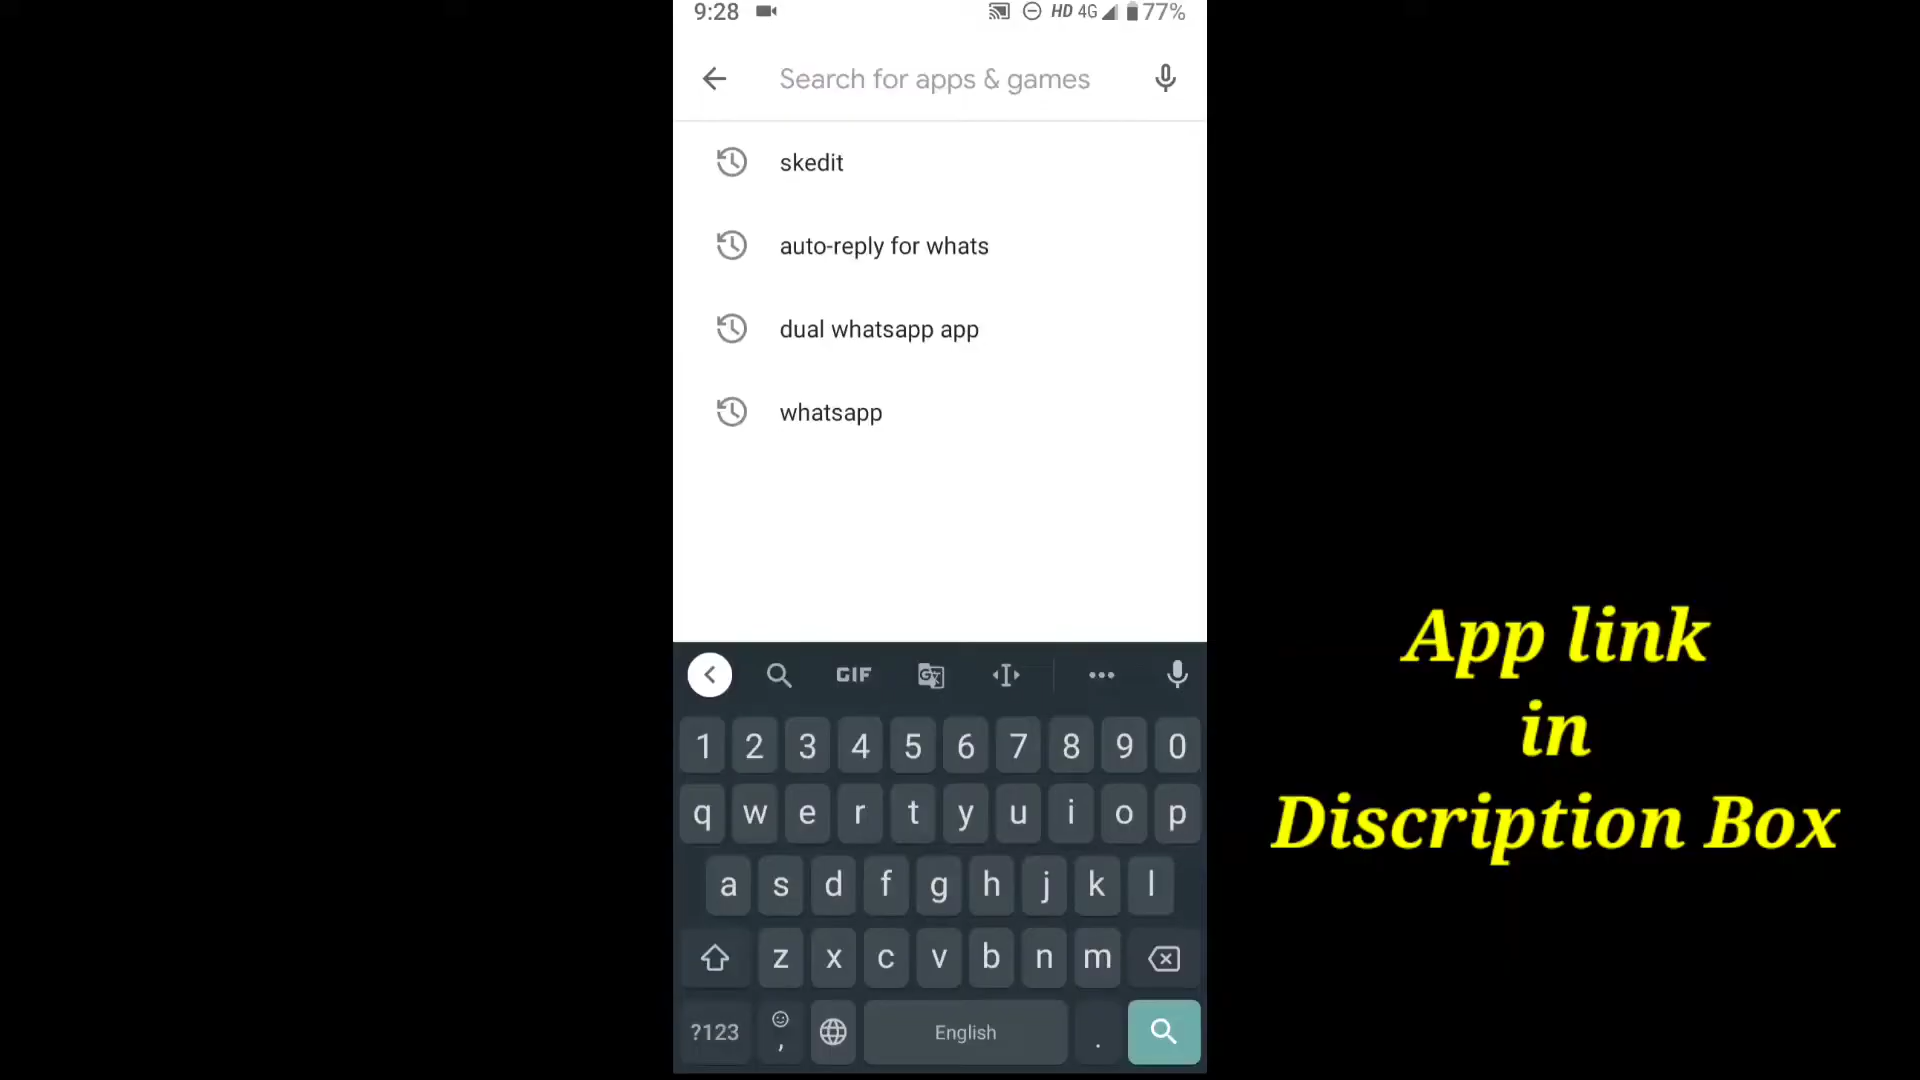 9:28 HD 4G 77%
Search for apps & games
skedit
auto-reply for whats
dual whatsapp app
whatsapp
GIF
1 2 3 4 5 6 7 8 9 0
q w e r t y u i o p
a s d f g h j k l
z x c v b n m
?123 , English .
App link
in
Discription Box